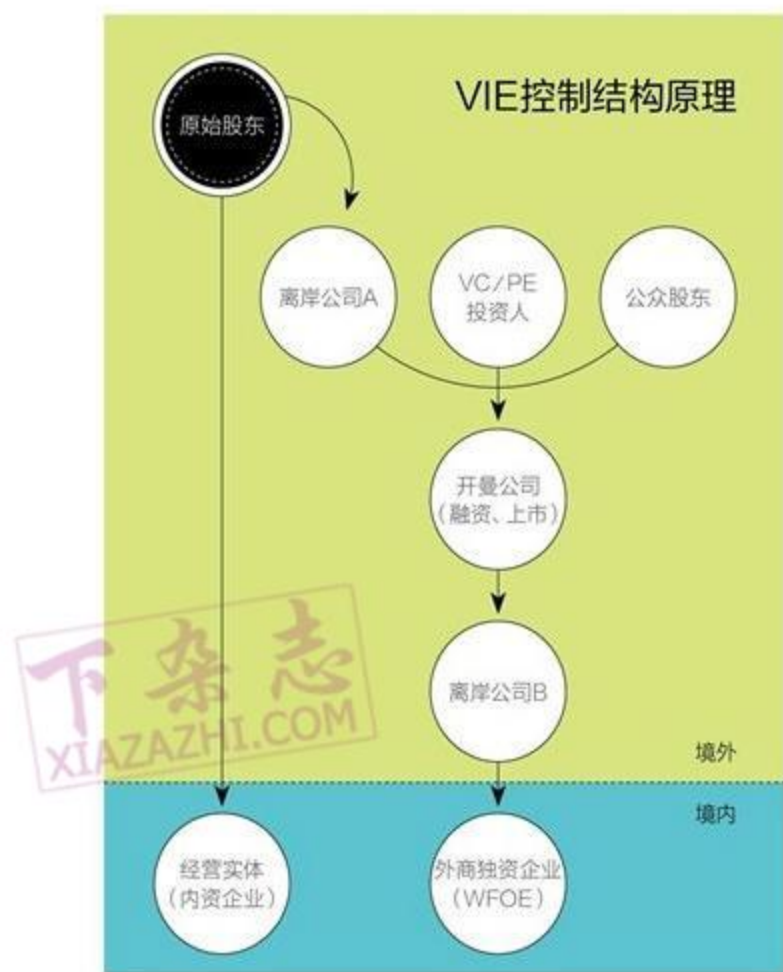 VIE控制结构原理
原始股东
离岸公司A
VC/PE
投资人
公众股东
开曼公司
（融资、上市）
离岸公司B
境外
境内
经营实体
（内资企业）
外商独资企业
（WFOE）
下杂志
XIAZAZHI.COM